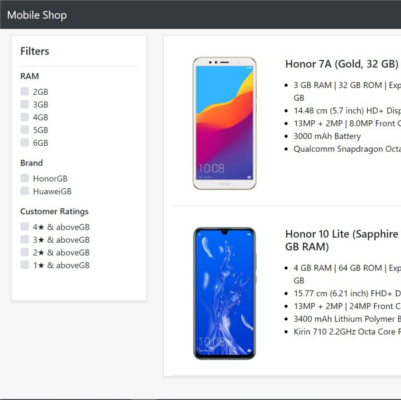 Mobile Shop
Filters
RAM
2GB
3GB
4GB
5GB
6GB
Brand
HonorGB
HuaweiGB
Customer Ratings
4★ & aboveGB
3★ & aboveGB
2★ & aboveGB
1★ & aboveGB
10:08
honor
Honor 7A (Gold, 32 GB)
3 GB RAM | 32 GB ROM | Exp
GB
14.48 cm (5.7 inch) HD+ Disp
13MP + 2MP | 8.0MP Front C
3000 mAh Battery
Qualcomm Snapdragon Octa
10:08
Honor 10 Lite (Sapphire
GB RAM)
4 GB RAM | 64 GB ROM | Exp
GB
15.77 cm (6.21 inch) FHD+ D
13MP + 2MP | 24MP Front C
3400 mAh Lithium Polymer B
Kirin 710 2.2GHz Octa Core P